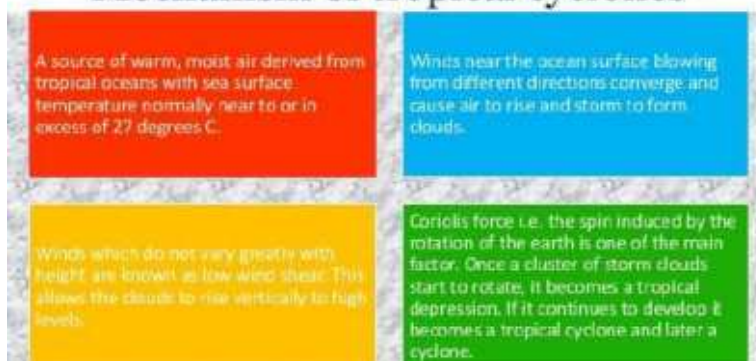 A source of warm, moist air derived from
tropical oceans with sea surface
temperature normally near to or in
excess of 27 degrees C.
Winds near the ocean surface blowing
from different directions converge and
cause air to rise and storm to form
clouds.
Winds which do not vary greatly with
height are known as low wind shear. This
allows the clouds to rise vertically to high
levels.
Coriolis force i.e. the spin induced by the
rotation of the earth is one of the main
factor. Once a cluster of storm clouds
start to rotate, it becomes a tropical
depression. If it continues to develop it
becomes a tropical cyclone and later a
cyclone.